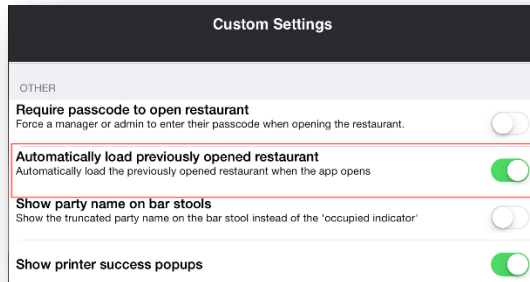 Custom Settings
OTHER
Require passcode to open restaurant
Force a manager or admin to enter their passcode when opening the restaurant.
Automatically load previously opened restaurant
Automatically load the previously opened restaurant when the app opens
Show party name on bar stools
Show the truncated party name on the bar stool instead of the 'occupied indicator'
Show printer success popups